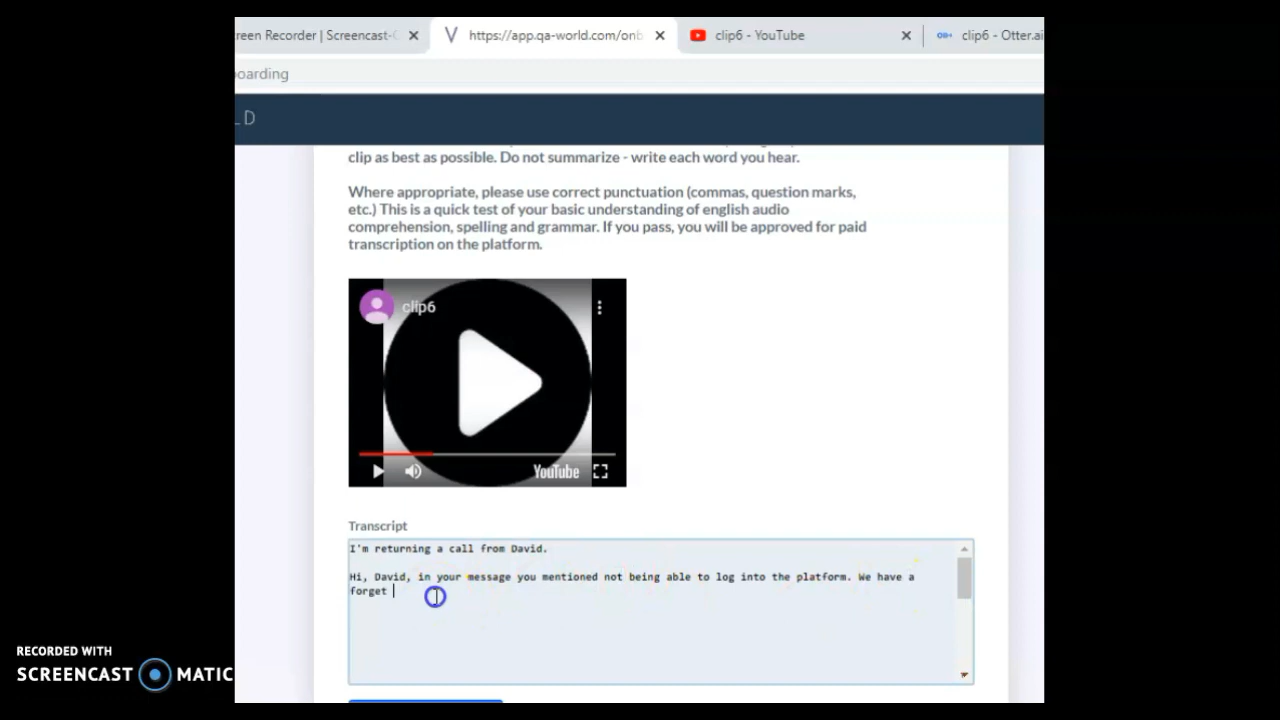 reen Recorder | Screencast-
https://app.qa-world.com/onb
clip6 - YouTube
clip6 - Otter.ai
oarding
LD
clip as best as possible. Do not summarize - write each word you hear.
Where appropriate, please use correct punctuation (commas, question marks,
etc.) This is a quick test of your basic understanding of english audio
comprehension, spelling and grammar. If you pass, you will be approved for paid
transcription on the platform.
clip6
YouTube
Transcript
I'm returning a call from David.
Hi, David, in your message you mentioned not being able to log into the platform. We have a
forget
RECORDED WITH
SCREENCAST MATIC